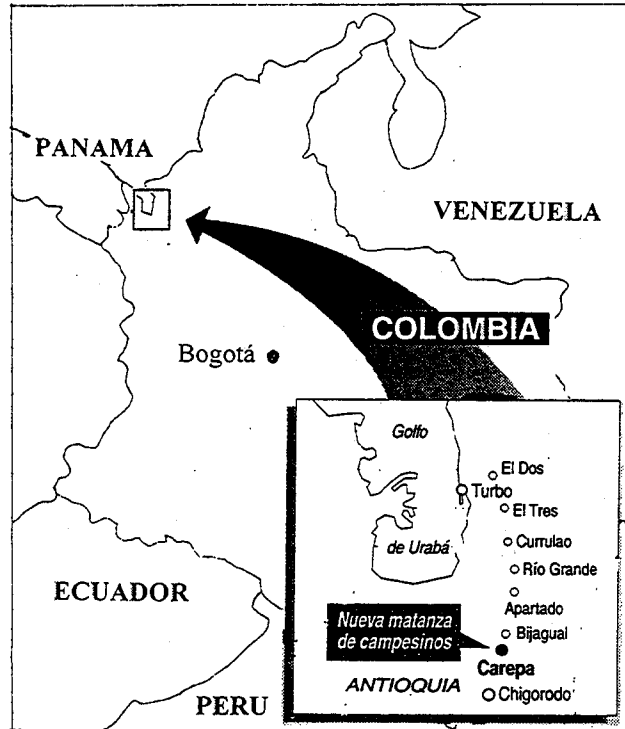 PANAMA
VENEZUELA
COLOMBIA
Bogotá
Golfo
El Dos
Turbo
El Tres
de Urabá
Currulao
Río Grande
ECUADOR
Apartado
Nueva matanza
de campesinos
Bijagual
Carepa
ANTIOQUIA
Chigorodo
PERU